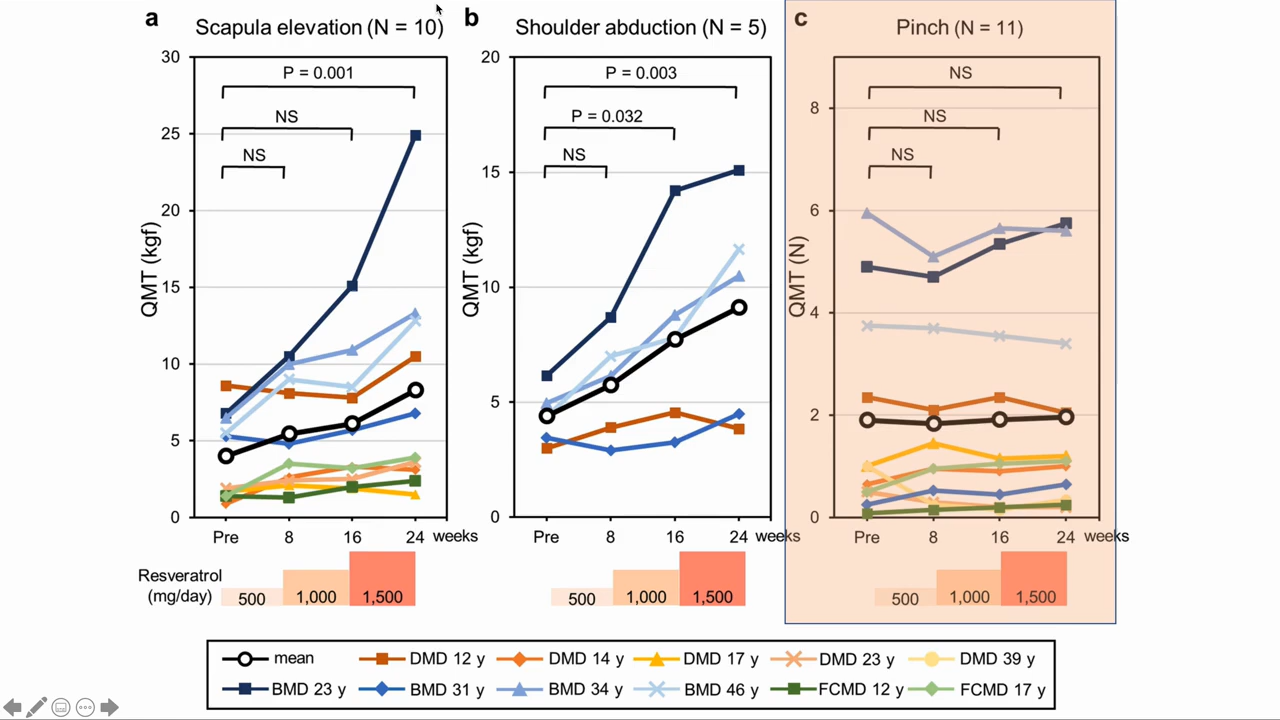 a
Scapula elevation (N = 10)
QMT (kgf)
30
25
20
15
10
5
0
P = 0.001
NS
NS
Pre 8 16 24 weeks
Resveratrol
(mg/day)
500 1,000 1,500
b
Shoulder abduction (N = 5)
QMT (kgf)
20
15
10
5
0
P = 0.003
P = 0.032
NS
Pre 8 16 24 weeks
500 1,000 1,500
c
Pinch (N = 11)
QMT (N)
8
6
4
2
0
NS
NS
NS
Pre 8 16 24 weeks
500 1,000 1,500
mean DMD 12 y DMD 14 y DMD 17 y DMD 23 y DMD 39 y
BMD 23 y BMD 31 y BMD 34 y BMD 46 y FCMD 12 y FCMD 17 y